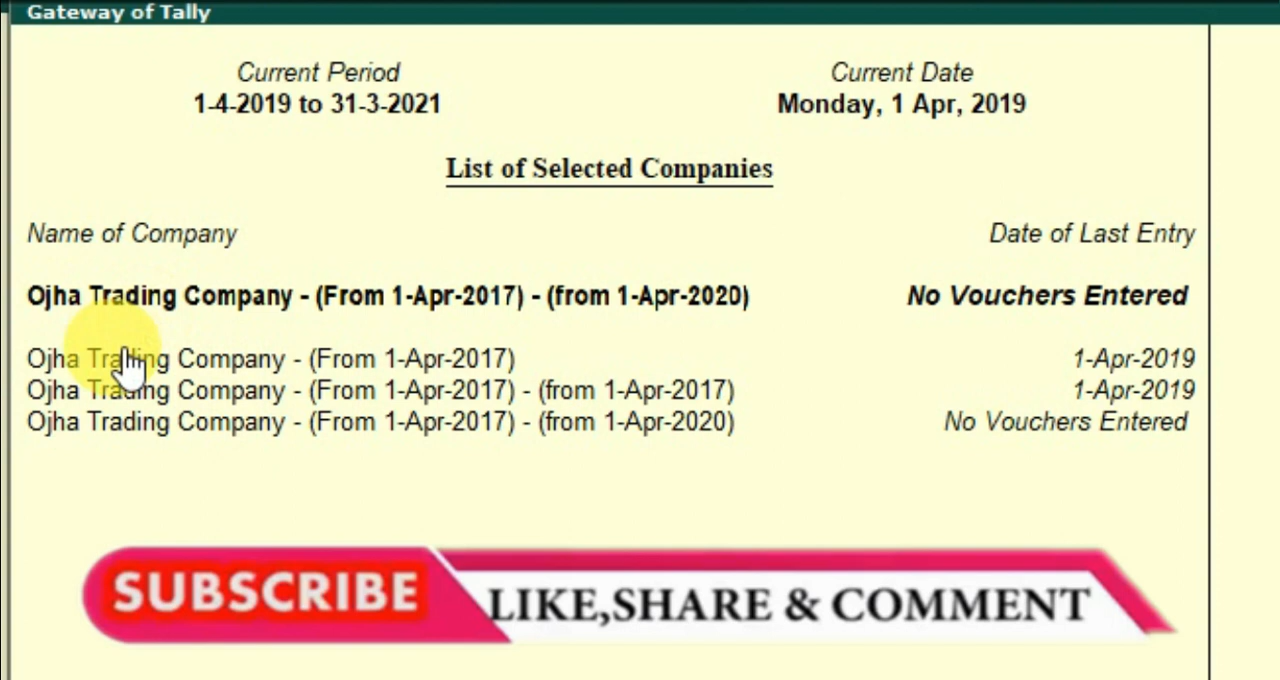 Gateway of Tally
Current Period Current Date
1-4-2019 to 31-3-2021 Monday, 1 Apr, 2019
List of Selected Companies
Name of Company Date of Last Entry
Ojha Trading Company - (From 1-Apr-2017) - (from 1-Apr-2020) No Vouchers Entered
Ojha Trading Company - (From 1-Apr-2017) 1-Apr-2019
Ojha Trading Company - (From 1-Apr-2017) - (from 1-Apr-2017) 1-Apr-2019
Ojha Trading Company - (From 1-Apr-2017) - (from 1-Apr-2020) No Vouchers Entered
SUBSCRIBE LIKE,SHARE & COMMENT